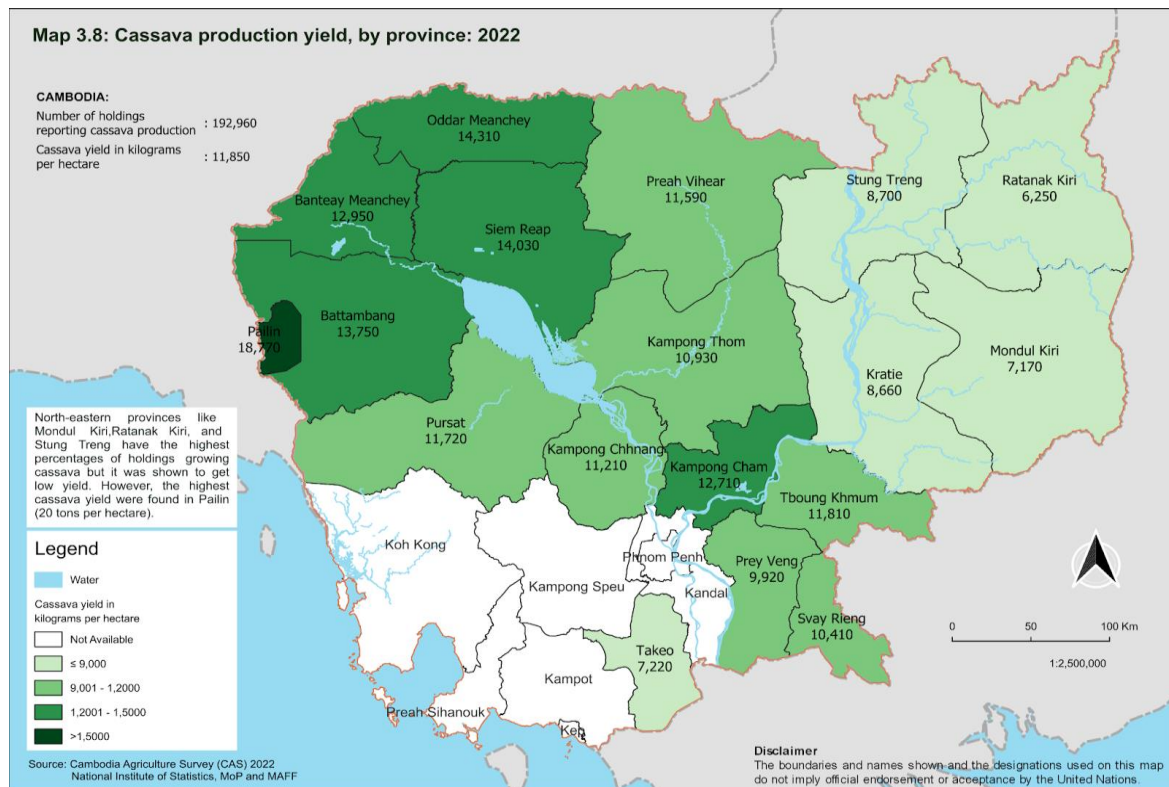 Map 3.8: Cassava production yield, by province: 2022
CAMBODIA:
Number of holdings
reporting cassava production : 192,960
Cassava yield in kilograms
per hectare : 11,850
Oddar Meanchey
14,310
Banteay Meanchey
12,950
Siem Reap
14,030
Preah Vihear
11,590
Stung Treng
8,700
Ratanak Kiri
6,250
Battambang
13,750
Pailin
18,770
Kampong Thom
10,930
Mondul Kiri
7,170
Kratie
8,660
Pursat
11,720
Kampong Chhnang
11,210
Kampong Cham
12,710
Tboung Khmum
11,810
Koh Kong
Kampong Speu
Phnom Penh
Kandal
Prey Veng
9,920
Svay Rieng
10,410
Takeo
7,220
Kampot
Preah Sihanouk
Kep
North-eastern provinces like
Mondul Kiri,Ratanak Kiri, and
Stung Treng have the highest
percentages of holdings growing
cassava but it was shown to get
low yield. However, the highest
cassava yield were found in Pailin
(20 tons per hectare).
Legend
Water
Cassava yield in
kilograms per hectare
Not Available
≤ 9,000
9,001 - 1,2000
1,2001 - 1,5000
>1,5000
Source: Cambodia Agriculture Survey (CAS) 2022
National Institute of Statistics, MoP and MAFF
0 50 100 Km
1:2,500,000
Disclaimer
The boundaries and names shown and the designations used on this map
do not imply official endorsement or acceptance by the United Nations.